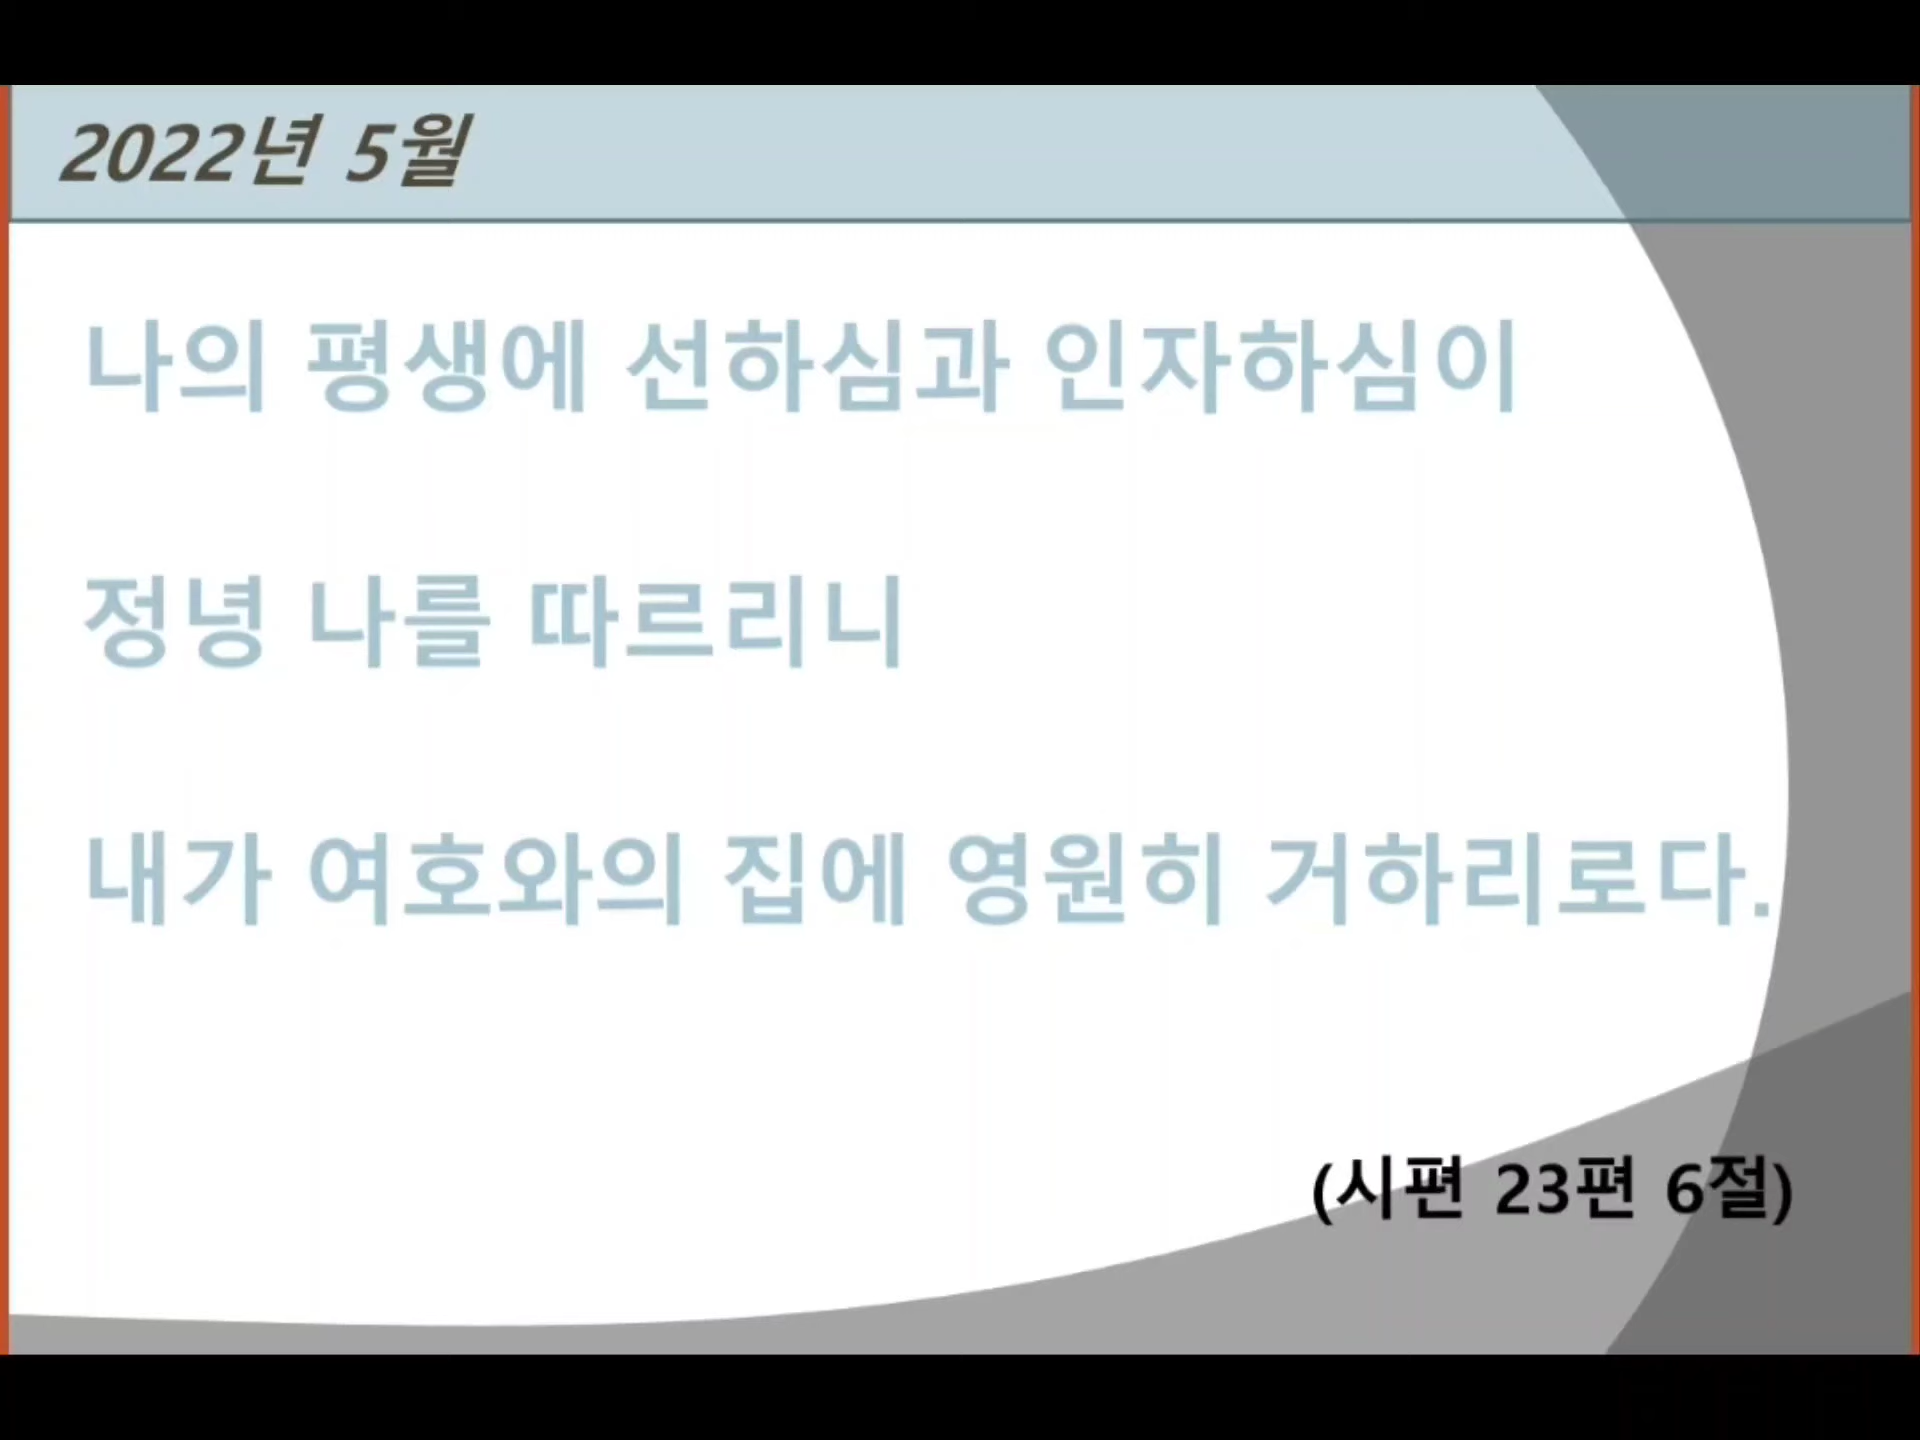 2022년 5월
나의 평생에 선하심과 인자하심이
정녕 나를 따르리니
내가 여호와의 집에 영원히 거하리로다.
(시편 23편 6절)